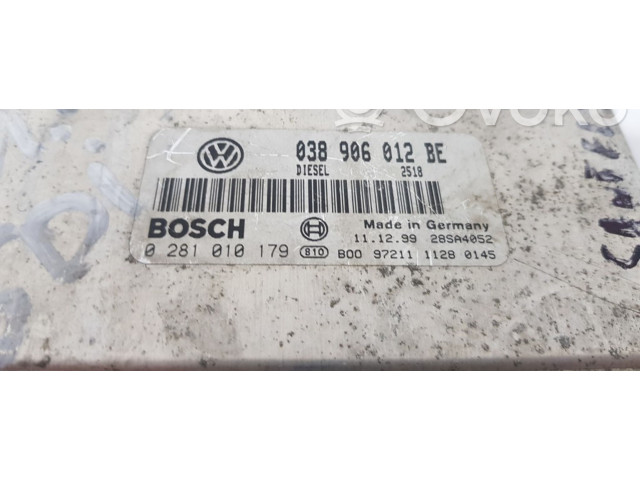 038 906 012 BE
DIESEL 2518
BOSCH
Made in Germany
11.12.99 28SA4052
0 281 010 179 S10 B00 97211 1128 0145